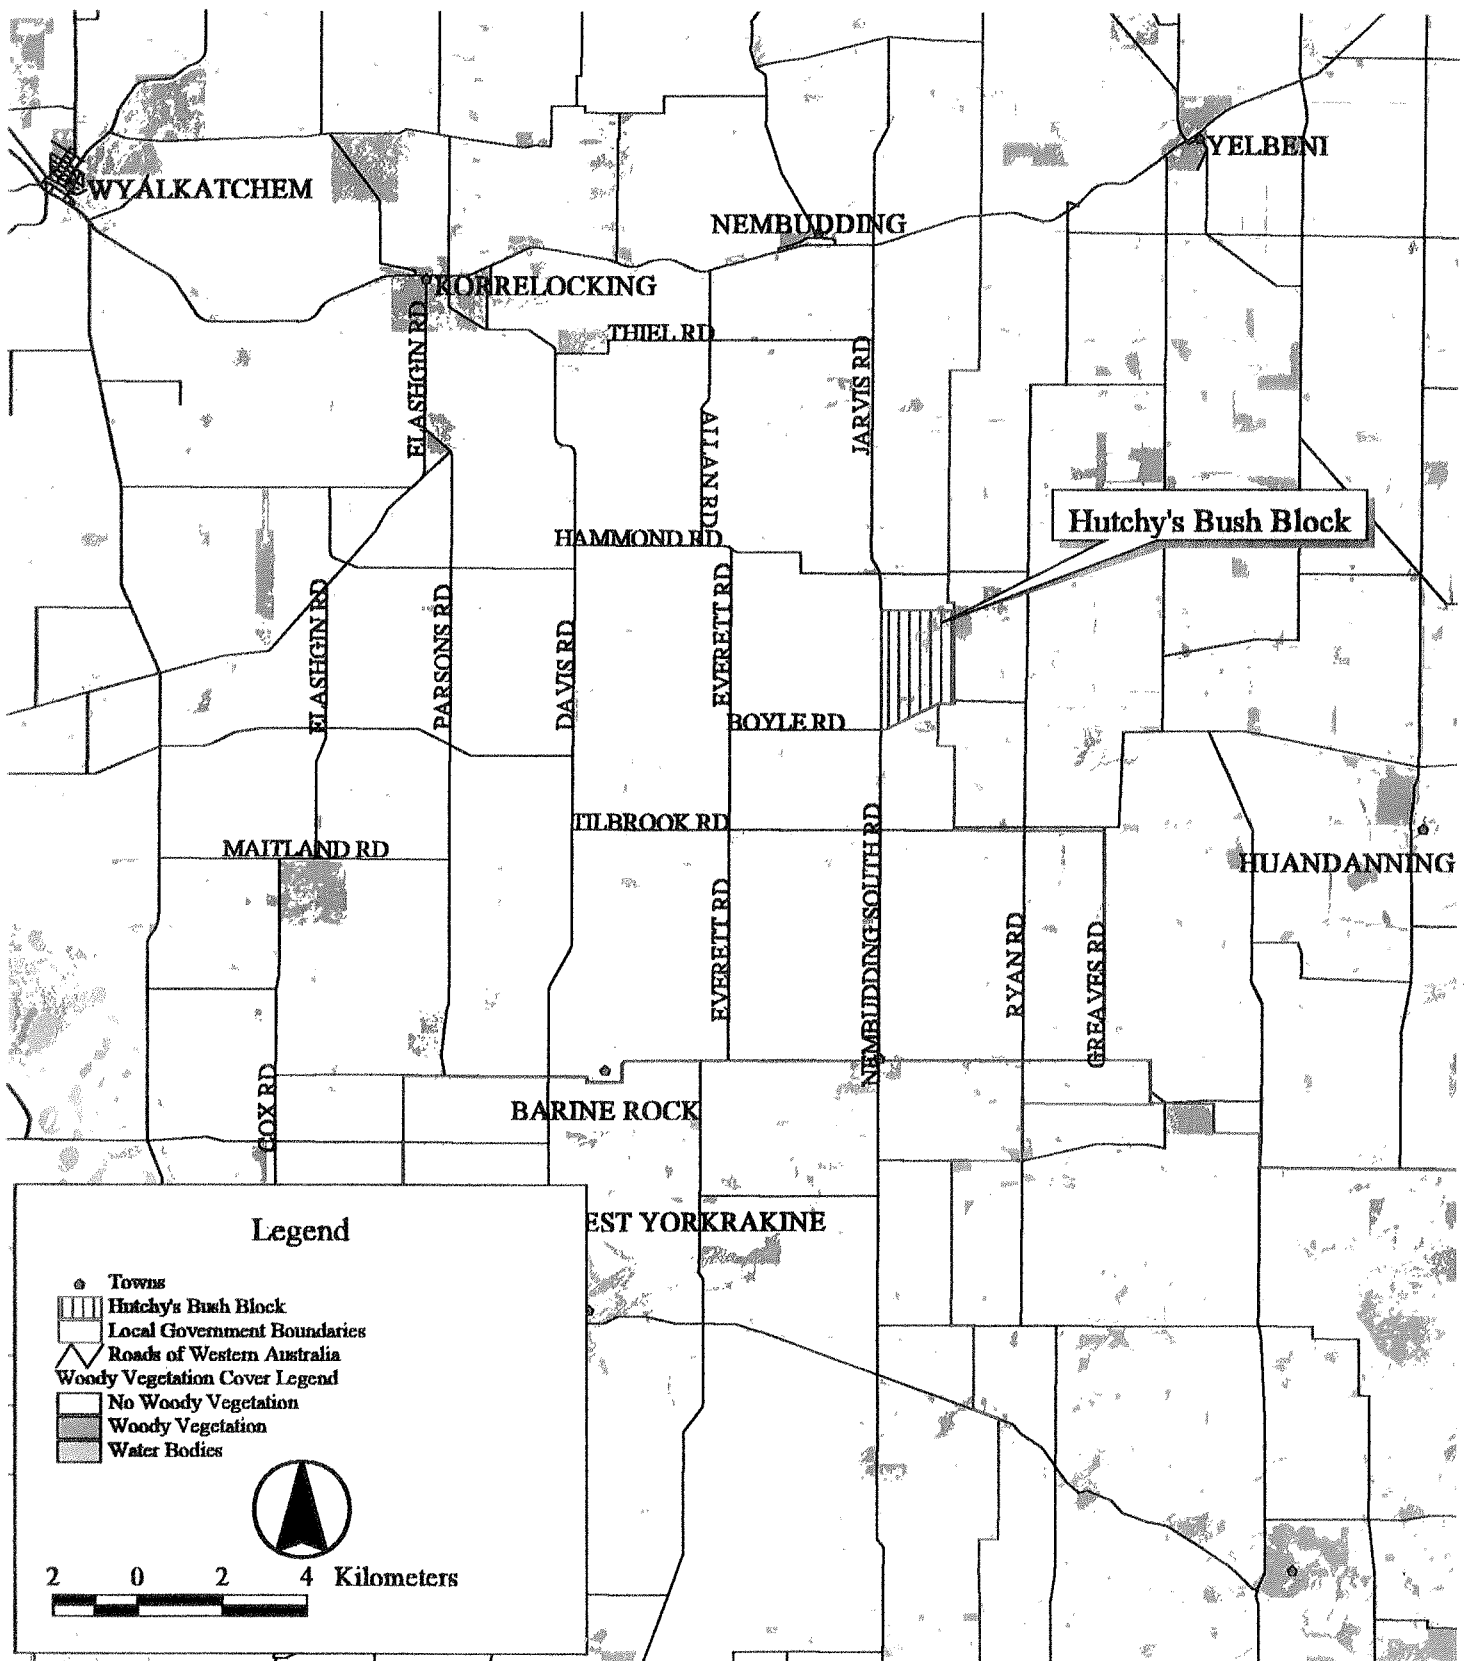 YELBENI
WYALKATCHEM
NEMBUDDING
KORRELOCKING
THIEL RD
ELASHGIN RD
JARVIS RD
ALLAN RD
Hutchy's Bush Block
HAMMOND RD
ELASHGIN RD
PARSONS RD
DAVIS RD
EVERETT RD
BOYLE RD
TILBROOK RD
MAITLAND RD
HUANDANNING
EVERETT RD
NEMBUDDING SOUTH RD
RYAN RD
GREAVES RD
COX RD
BARINE ROCK
EST YORKRAKINE
Legend
Towns
Hutchy's Bush Block
Local Government Boundaries
Roads of Western Australia
Woody Vegetation Cover Legend
No Woody Vegetation
Woody Vegetation
Water Bodies
2 0 2 4 Kilometers